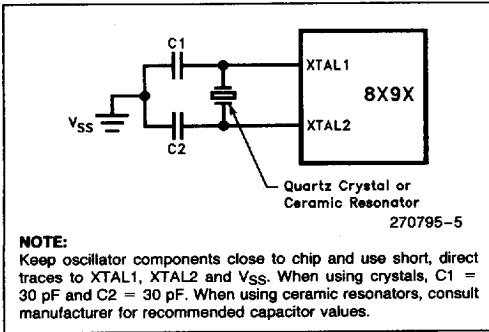 C1
XTAL1
8X9X
VSS
XTAL2
C2
Quartz Crystal or
Ceramic Resonator
270795–5
NOTE:
Keep oscillator components close to chip and use short, direct
traces to XTAL1, XTAL2 and VSS. When using crystals, C1 =
30 pF and C2 = 30 pF. When using ceramic resonators, consult
manufacturer for recommended capacitor values.